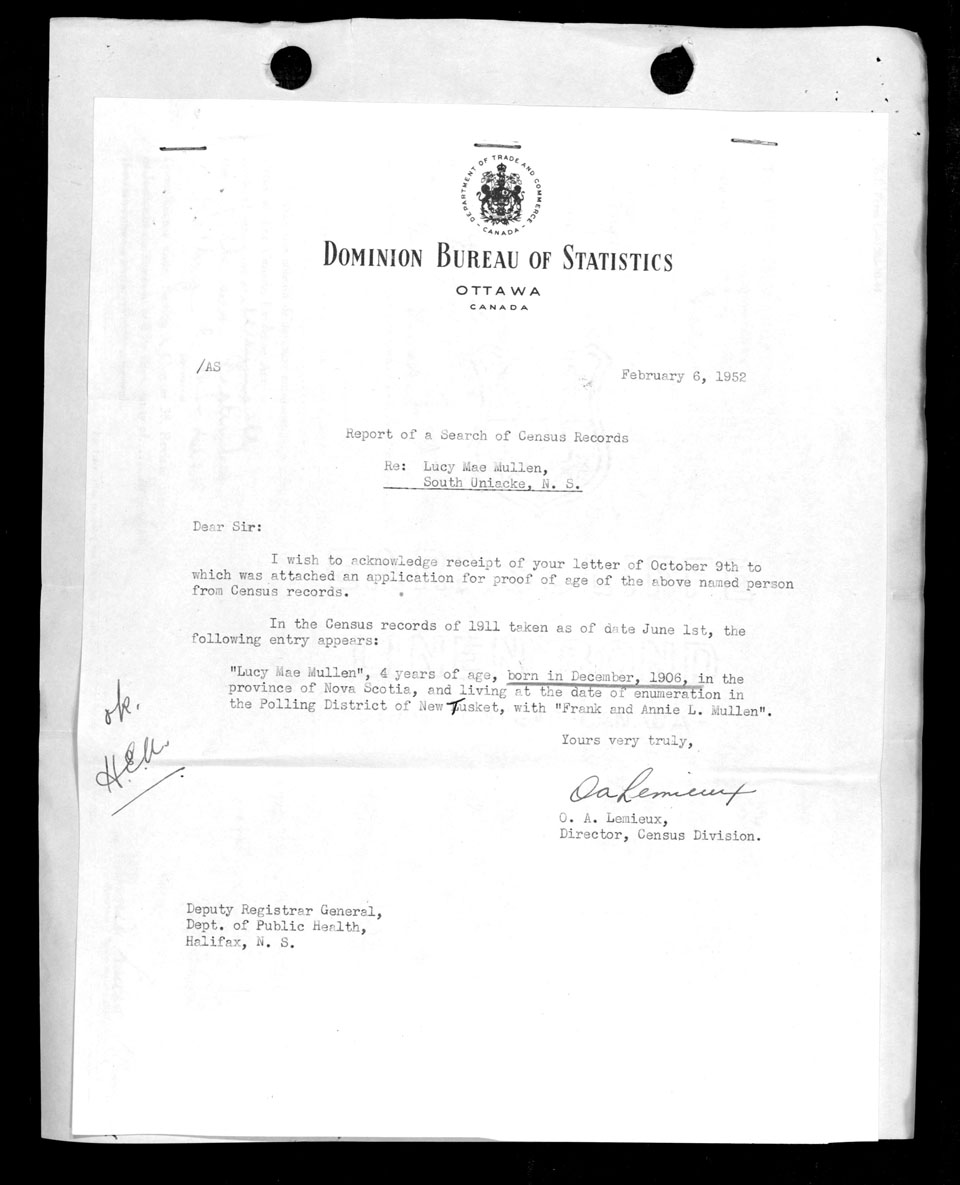 DEPARTMENT OF TRADE AND COMMERCE
- CANADA -
DOMINION BUREAU OF STATISTICS
OTTAWA
CANADA
/AS
February 6, 1952
Report of a Search of Census Records
Re: Lucy Mae Mullen,
South Uniacke, N. S.
Dear Sir:
I wish to acknowledge receipt of your letter of October 9th to
which was attached an application for proof of age of the above named person
from Census records.
In the Census records of 1911 taken as of date June 1st, the
following entry appears:
"Lucy Mae Mullen", 4 years of age, born in December, 1906, in the
province of Nova Scotia, and living at the date of enumeration in
the Polling District of New Tusket, with "Frank and Annie L. Mullen".
ok.
H.E.M.
Yours very truly,
OaLemieux
O. A. Lemieux,
Director, Census Division.
Deputy Registrar General,
Dept. of Public Health,
Halifax, N. S.